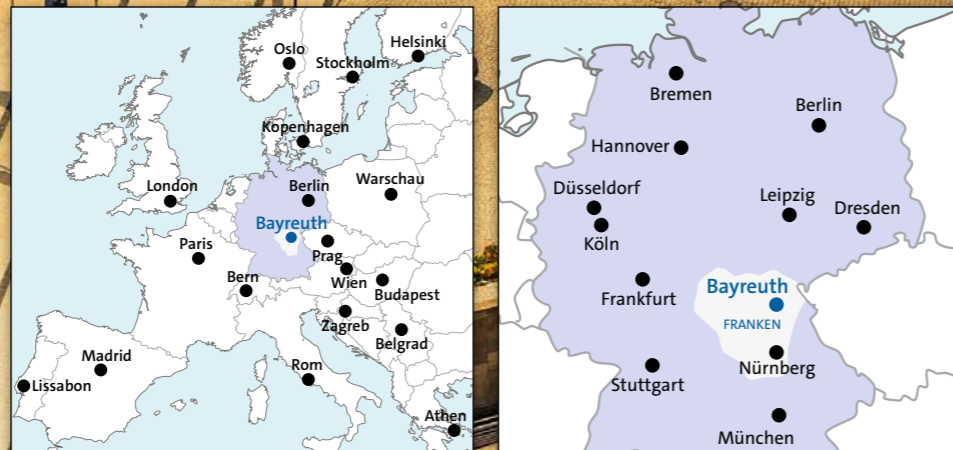 Oslo
Helsinki
Stockholm
Kopenhagen
London
Berlin
Warschau
Bayreuth
Paris
Prag
Bern
Wien
Budapest
Zagreb
Belgrad
Madrid
Rom
Lissabon
Athen
Bremen
Berlin
Hannover
Düsseldorf
Leipzig
Dresden
Köln
Bayreuth
Frankfurt
FRANKEN
Nürnberg
Stuttgart
München